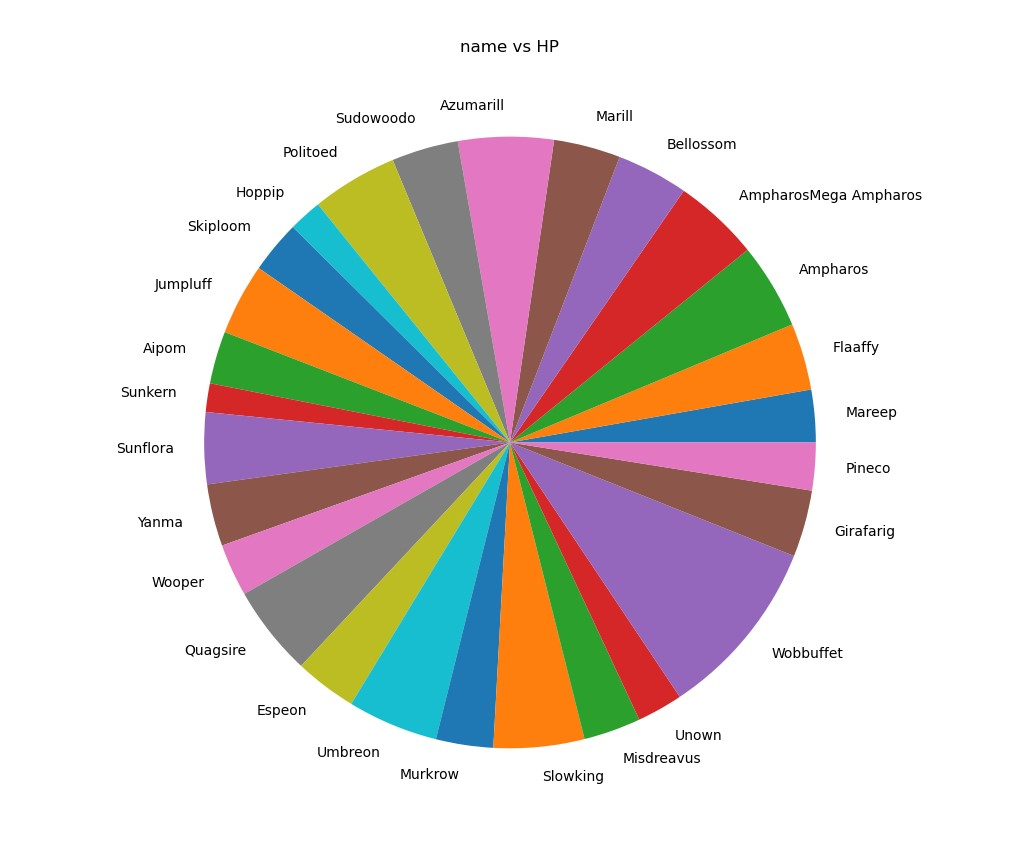 name vs HP
Azumarill
Marill
Sudowoodo
Bellossom
Politoed
Hoppip
AmpharosMega Ampharos
Skiploom
Ampharos
Jumpluff
Flaaffy
Aipom
Sunkern
Mareep
Sunflora
Pineco
Yanma
Girafarig
Wooper
Quagsire
Wobbuffet
Espeon
Unown
Umbreon
Misdreavus
Murkrow
Slowking